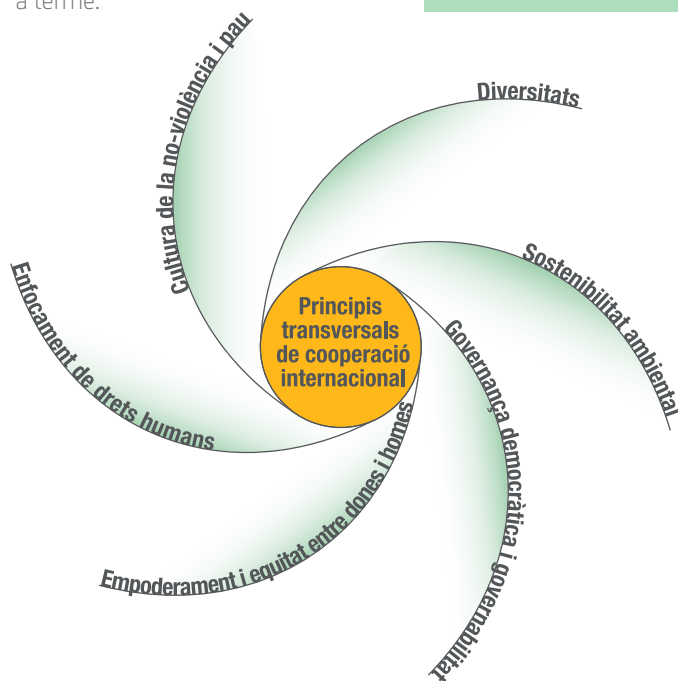 a terme.
Cultura de la no-violència i pau
Diversitats
Sostenibilitat ambiental
Governança democràtica i governabilitat
Empoderament i equitat entre dones i homes
Enfocament de drets humans
Principis
transversals
de cooperació
internacional